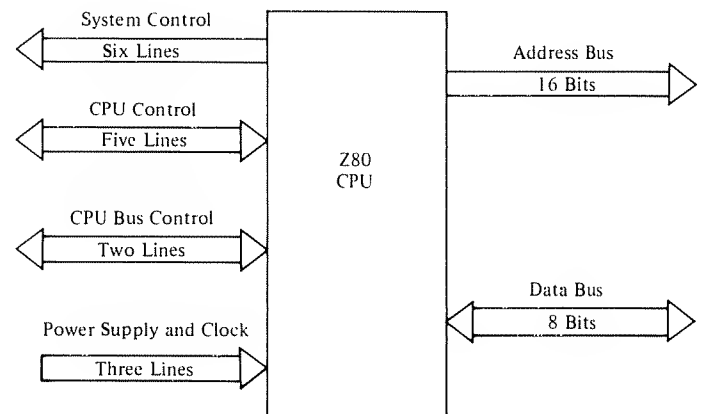 System Control
Six Lines
CPU Control
Five Lines
CPU Bus Control
Two Lines
Power Supply and Clock
Three Lines
Z80
CPU
Address Bus
16 Bits
Data Bus
8 Bits